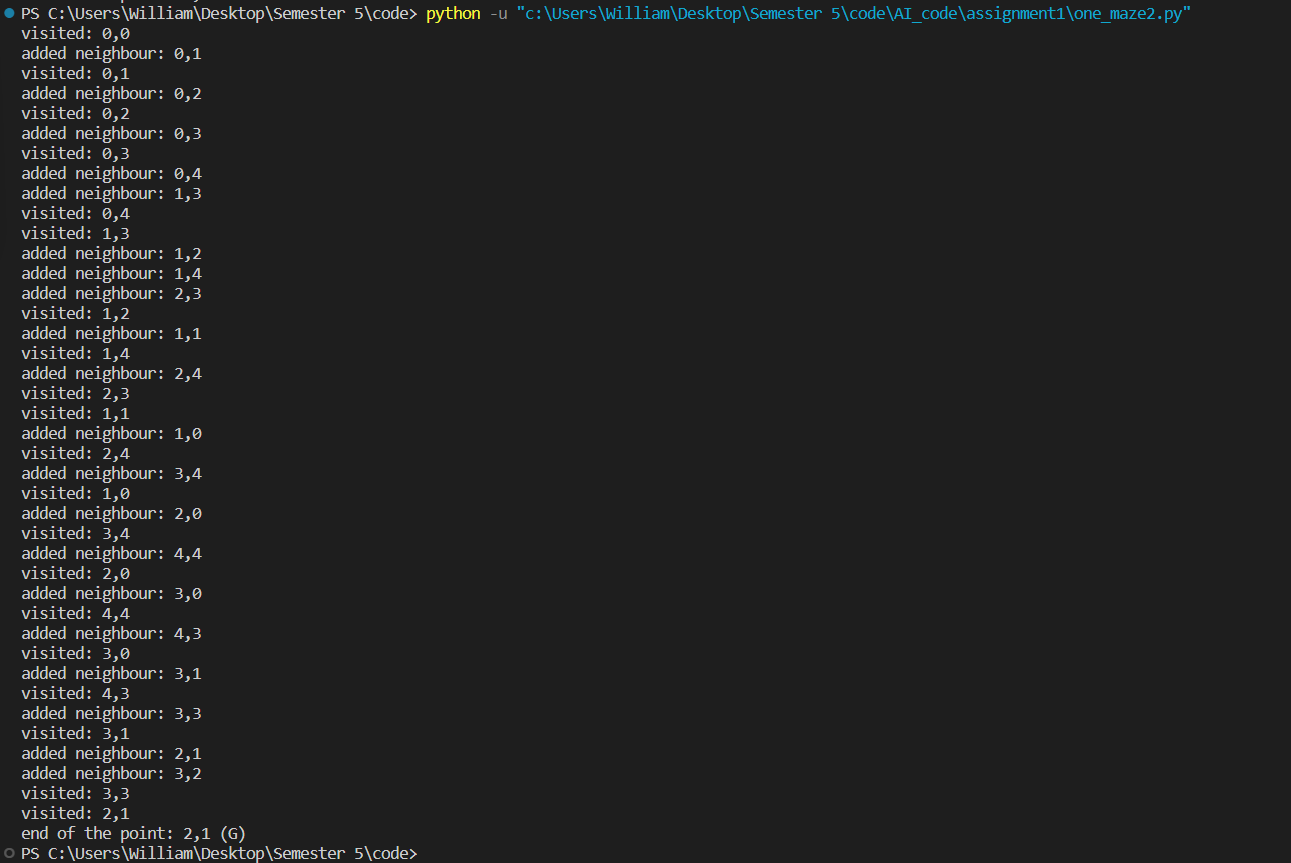 PS C:\Users\William\Desktop\Semester 5\code> python -u "c:\Users\William\Desktop\Semester 5\code\AI_code\assignment1\one_maze2.py"
visited: 0,0
added neighbour: 0,1
visited: 0,1
added neighbour: 0,2
visited: 0,2
added neighbour: 0,3
visited: 0,3
added neighbour: 0,4
added neighbour: 1,3
visited: 0,4
visited: 1,3
added neighbour: 1,2
added neighbour: 1,4
added neighbour: 2,3
visited: 1,2
added neighbour: 1,1
visited: 1,4
added neighbour: 2,4
visited: 2,3
visited: 1,1
added neighbour: 1,0
visited: 2,4
added neighbour: 3,4
visited: 1,0
added neighbour: 2,0
visited: 3,4
added neighbour: 4,4
visited: 2,0
added neighbour: 3,0
visited: 4,4
added neighbour: 4,3
visited: 3,0
added neighbour: 3,1
visited: 4,3
added neighbour: 3,3
visited: 3,1
added neighbour: 2,1
added neighbour: 3,2
visited: 3,3
visited: 2,1
end of the point: 2,1 (G)
PS C:\Users\William\Desktop\Semester 5\code>